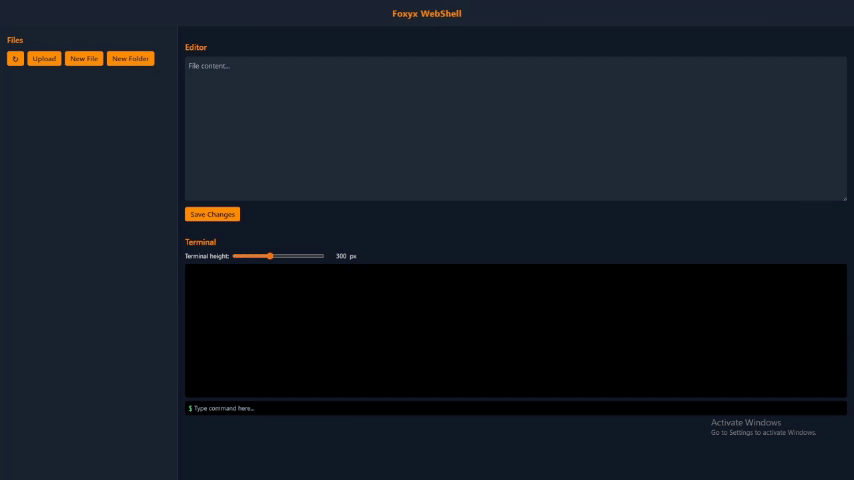 Foxyx WebShell
Files
↻ Upload New File New Folder
Editor
File content...
Save Changes
Terminal
Terminal height: 300 px
$ Type command here...
Activate Windows
Go to Settings to activate Windows.